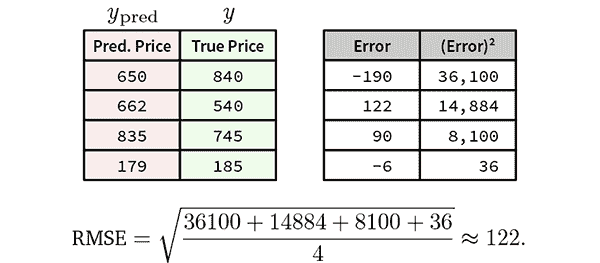 y_pred y
Pred. Price True Price Error (Error)²
650 840 -190 36,100
662 540 122 14,884
835 745 90 8,100
179 185 -6 36
RMSE = √((36100 + 14884 + 8100 + 36)/4) ≈ 122.